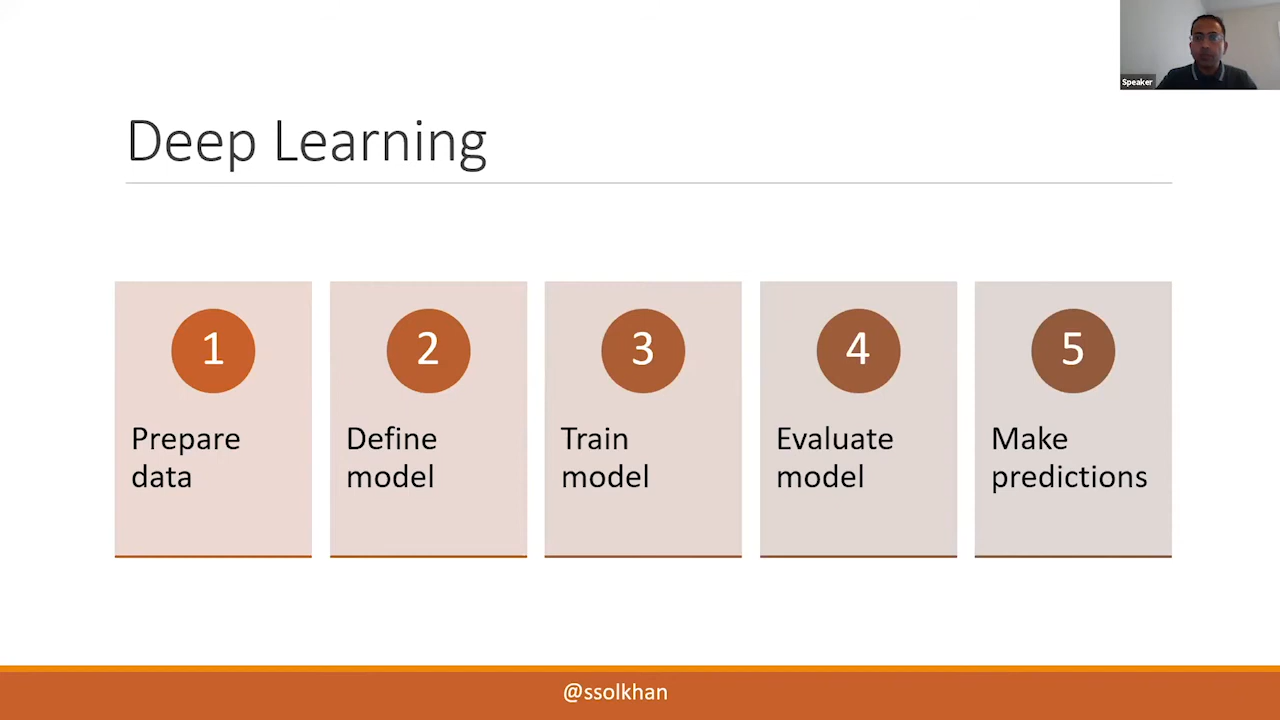 Speaker
Deep Learning
1
Prepare
data
2
Define
model
3
Train
model
4
Evaluate
model
5
Make
predictions
@ssolkhan